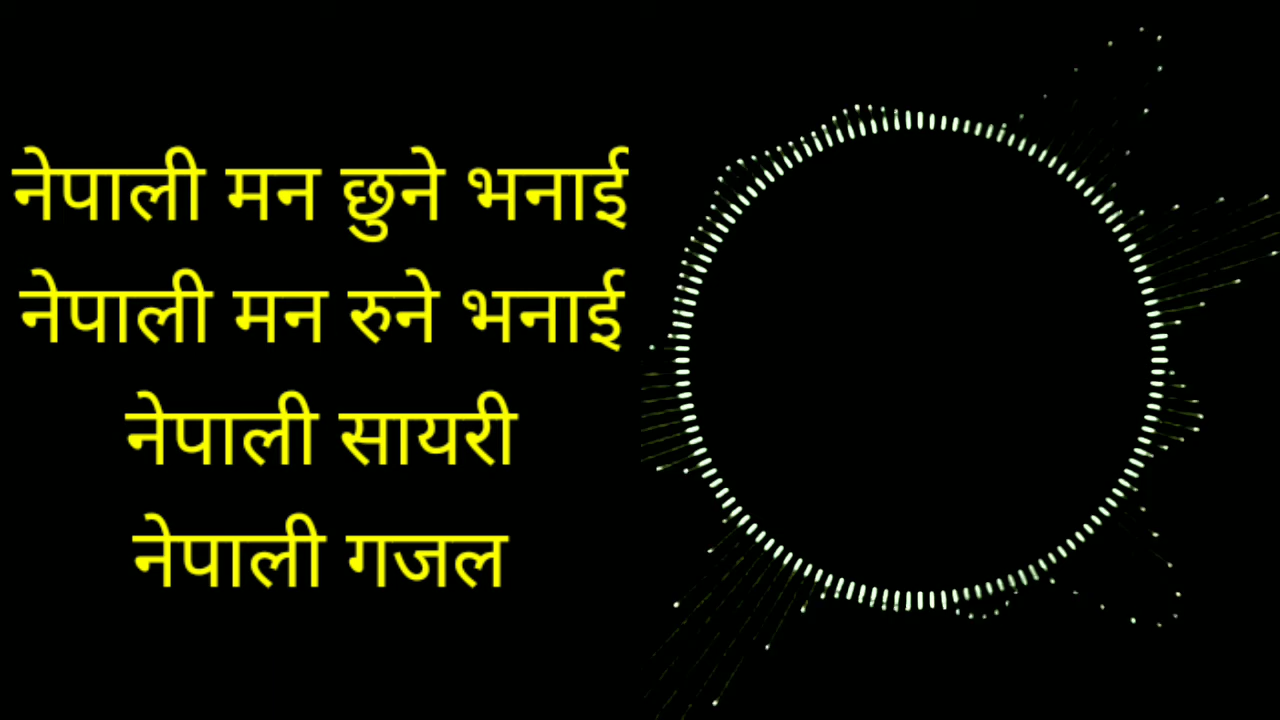 नेपाली मन छुने भनाई
नेपाली मन रुने भनाई
नेपाली सायरी
नेपाली गजल